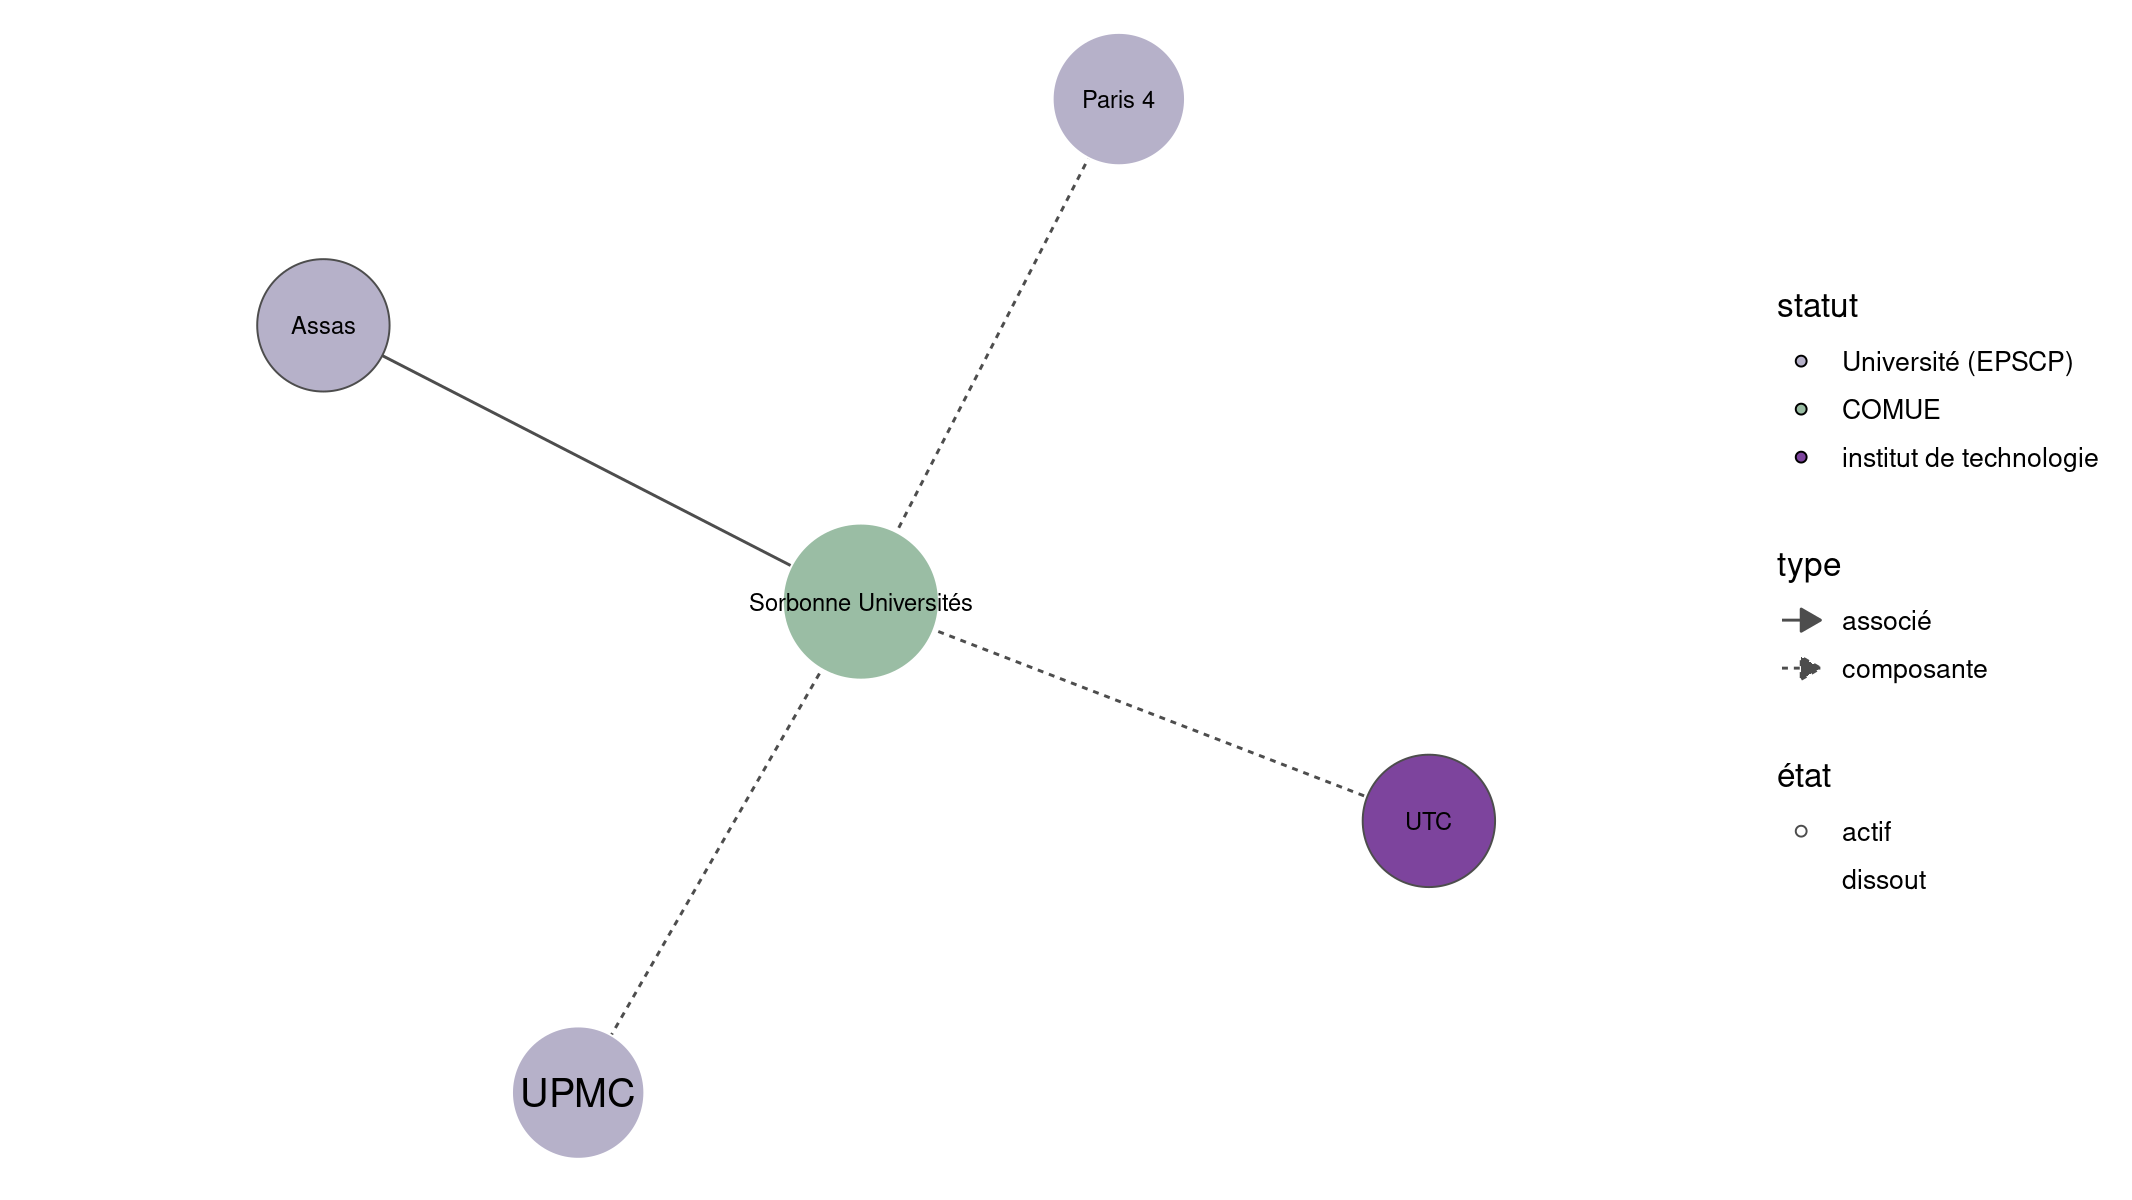 Paris 4
Assas
Sorbonne Universités
UTC
UPMC
statut
Université (EPSCP)
COMUE
institut de technologie
type
associé
composante
état
actif
dissout